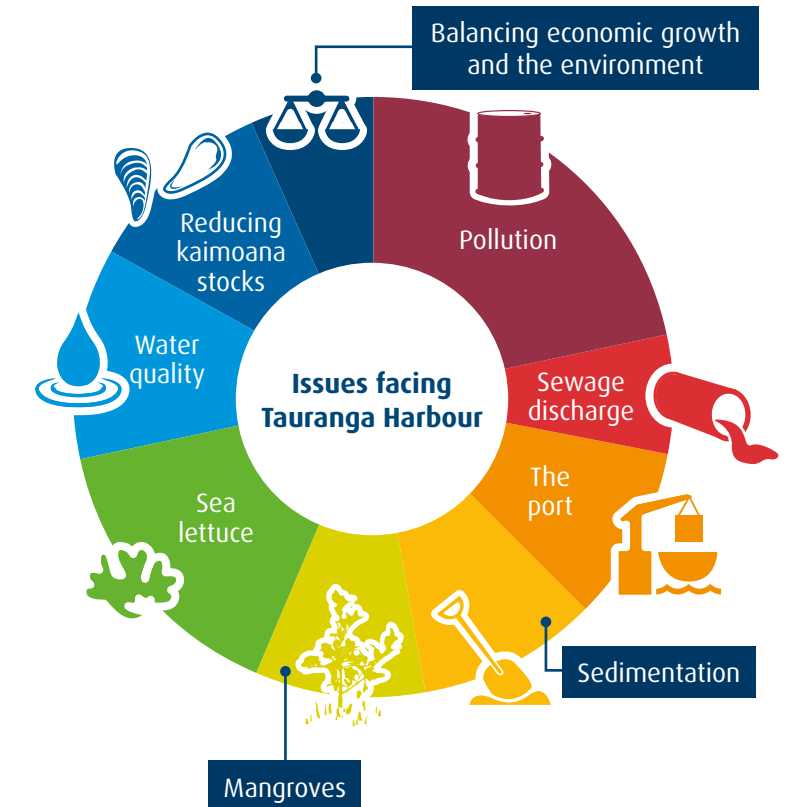 Balancing economic growth
and the environment
Pollution
Sewage
discharge
The
port
Sedimentation
Mangroves
Sea
lettuce
Water
quality
Reducing
kaimoana
stocks
Issues facing
Tauranga Harbour